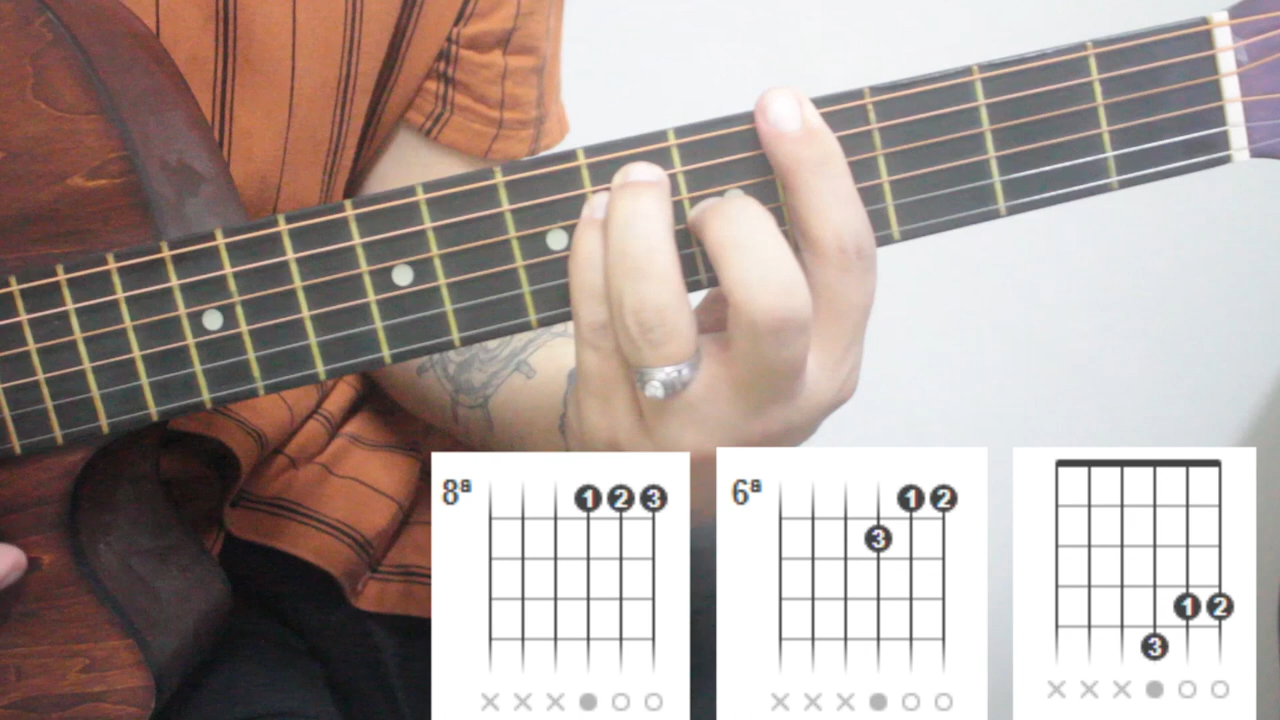 8ª 1 2 3
× × × ● ○ ○
6ª 1 2
3
× × × ● ○ ○
1 2
3
× × × ● ○ ○